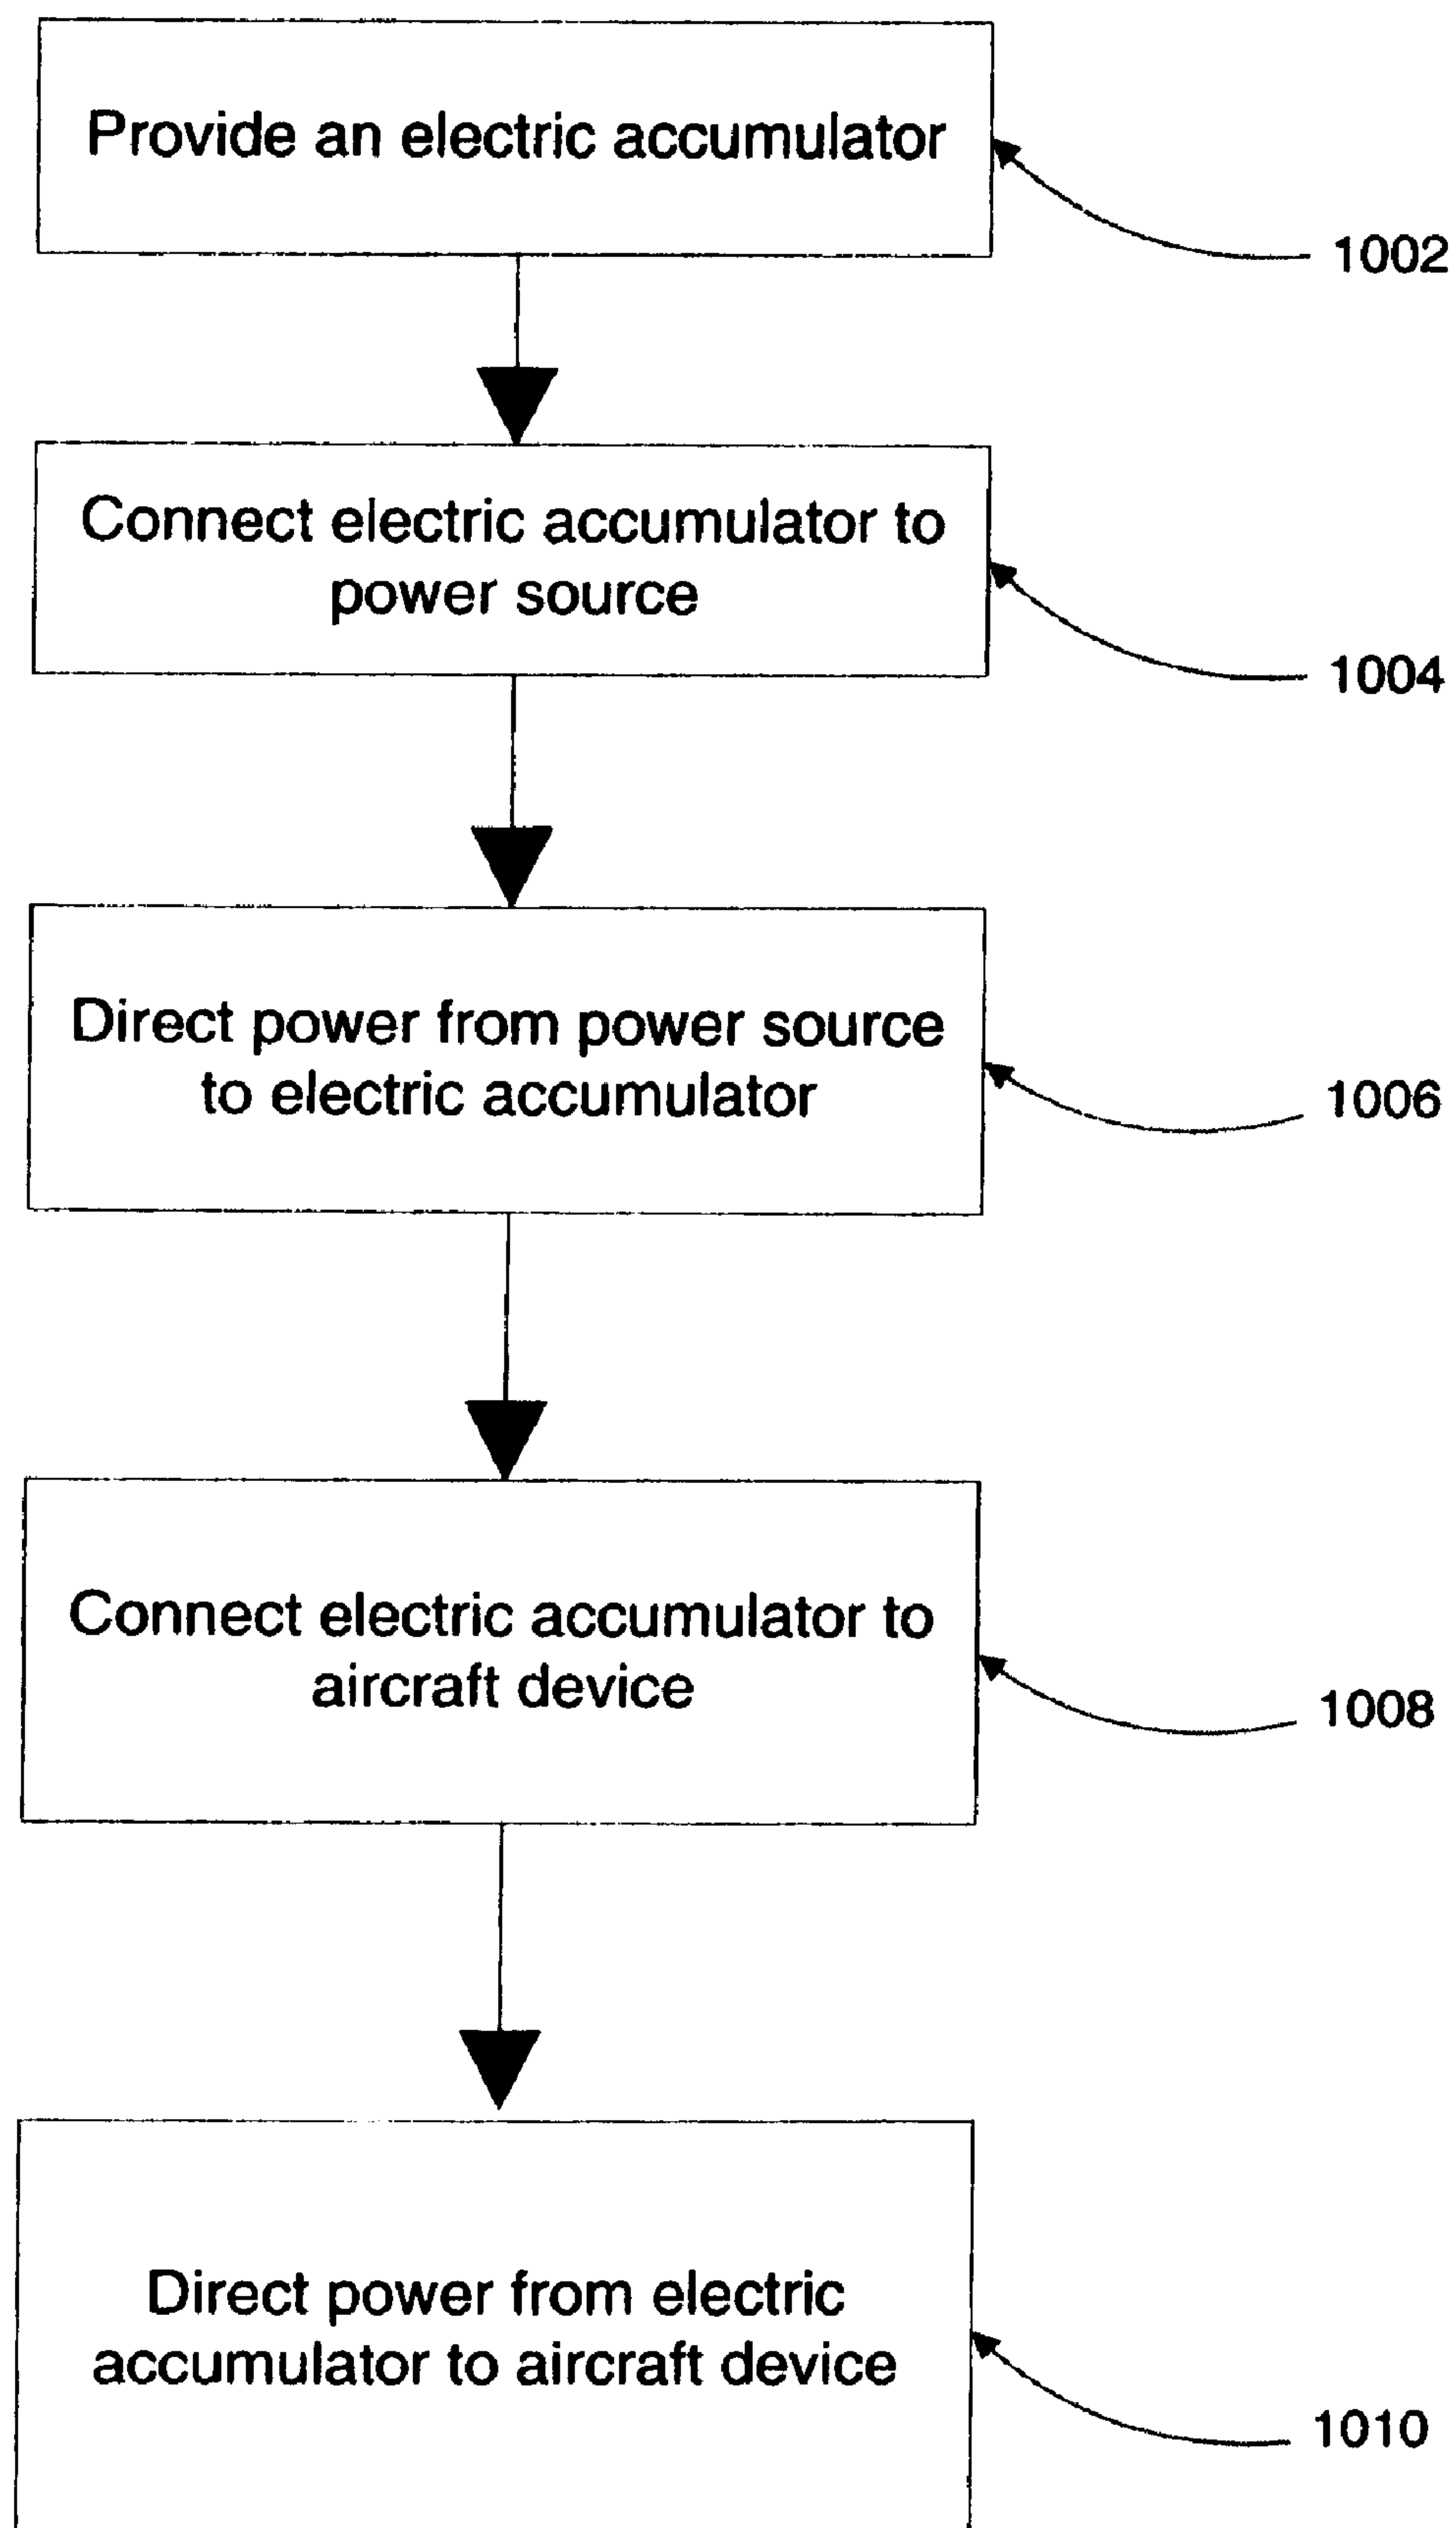 Provide an electric accumulator
1002
Connect electric accumulator to
power source
1004
Direct power from power source
to electric accumulator
1006
Connect electric accumulator to
aircraft device
1008
Direct power from electric
accumulator to aircraft device
1010